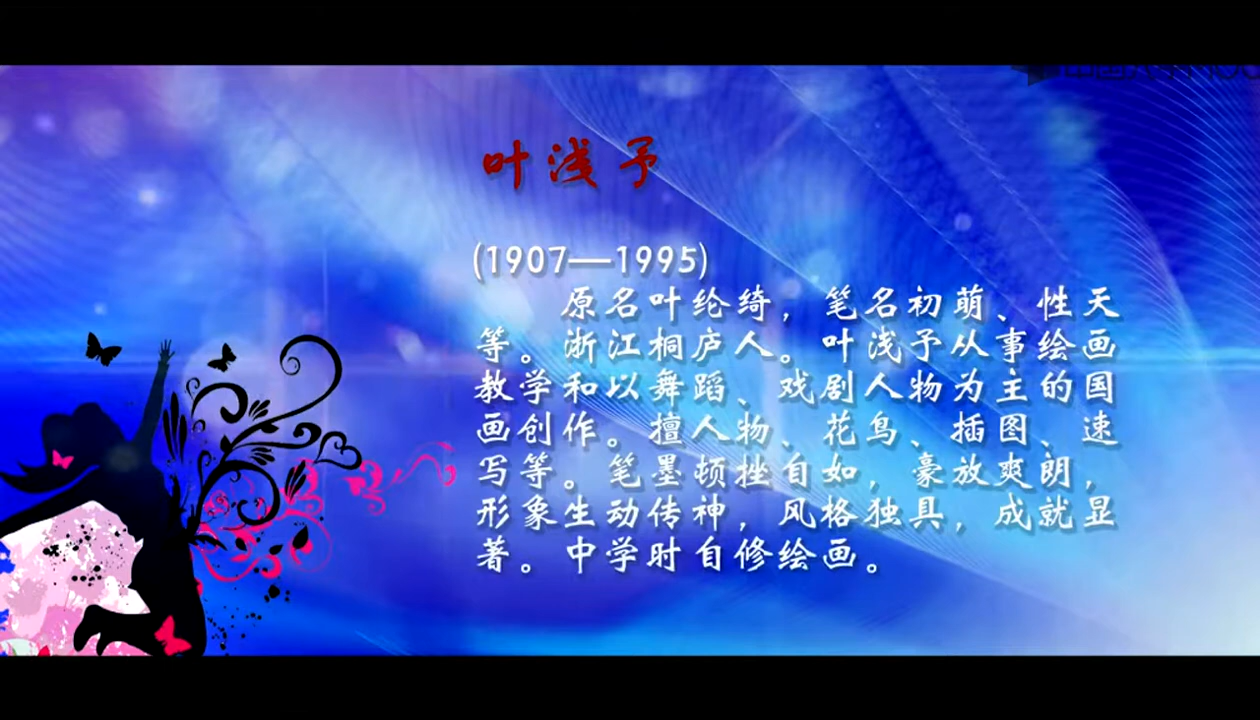 叶浅予
(1907—1995)
原名叶纶绮，笔名初萌、性天
等。浙江桐庐人。叶浅予从事绘画
教学和以舞蹈、戏剧人物为主的国
画创作。擅人物、花鸟、插图、速
写等。笔墨顿挫自如，豪放爽朗，
形象生动传神，风格独具，成就显
著。中学时自修绘画。